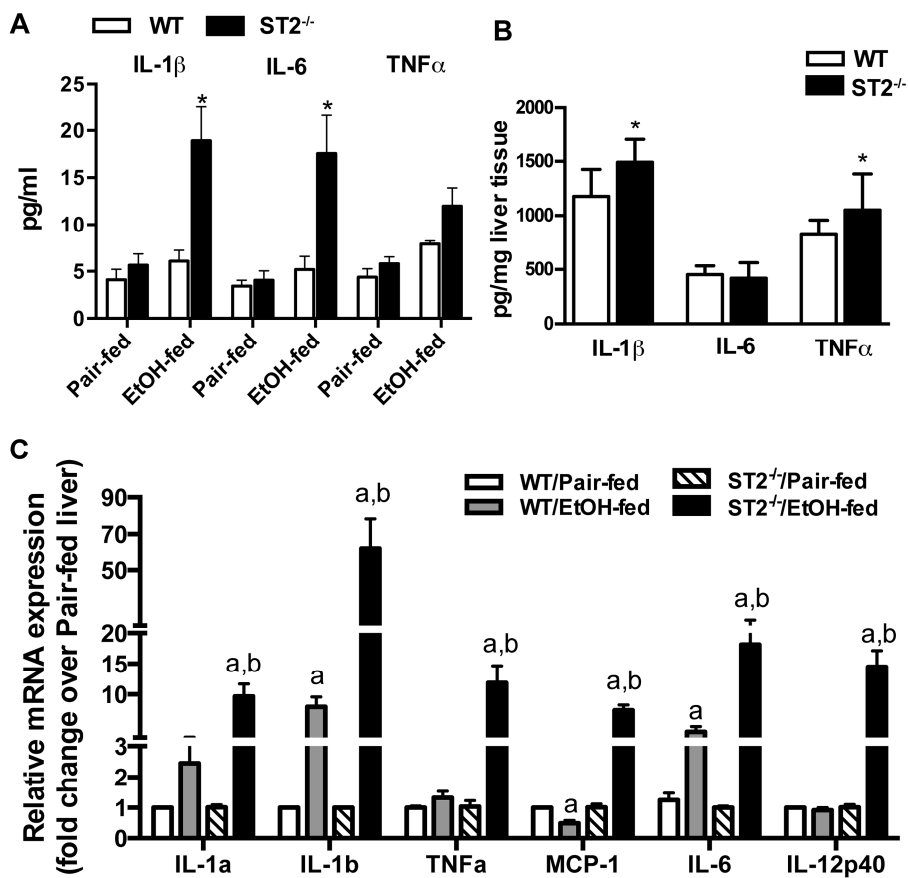 A
WT
ST2-/-
IL-1β
IL-6
TNFα
25
20
15
10
5
0
pg/ml
*
*
Pair-fed
EtOH-fed
Pair-fed
EtOH-fed
Pair-fed
EtOH-fed
B
WT
ST2-/-
2000
1500
1000
500
0
pg/mg liver tissue
*
*
IL-1β
IL-6
TNFα
C
Relative mRNA expression
(fold change over Pair-fed liver)
WT/Pair-fed
WT/EtOH-fed
ST2-/-/Pair-fed
ST2-/-/EtOH-fed
90
70
50
20
15
10
3
2
1
0
a,b
a
a,b
a,b
a
a,b
a
a,b
a,b
IL-1a
IL-1b
TNFa
MCP-1
IL-6
IL-12p40